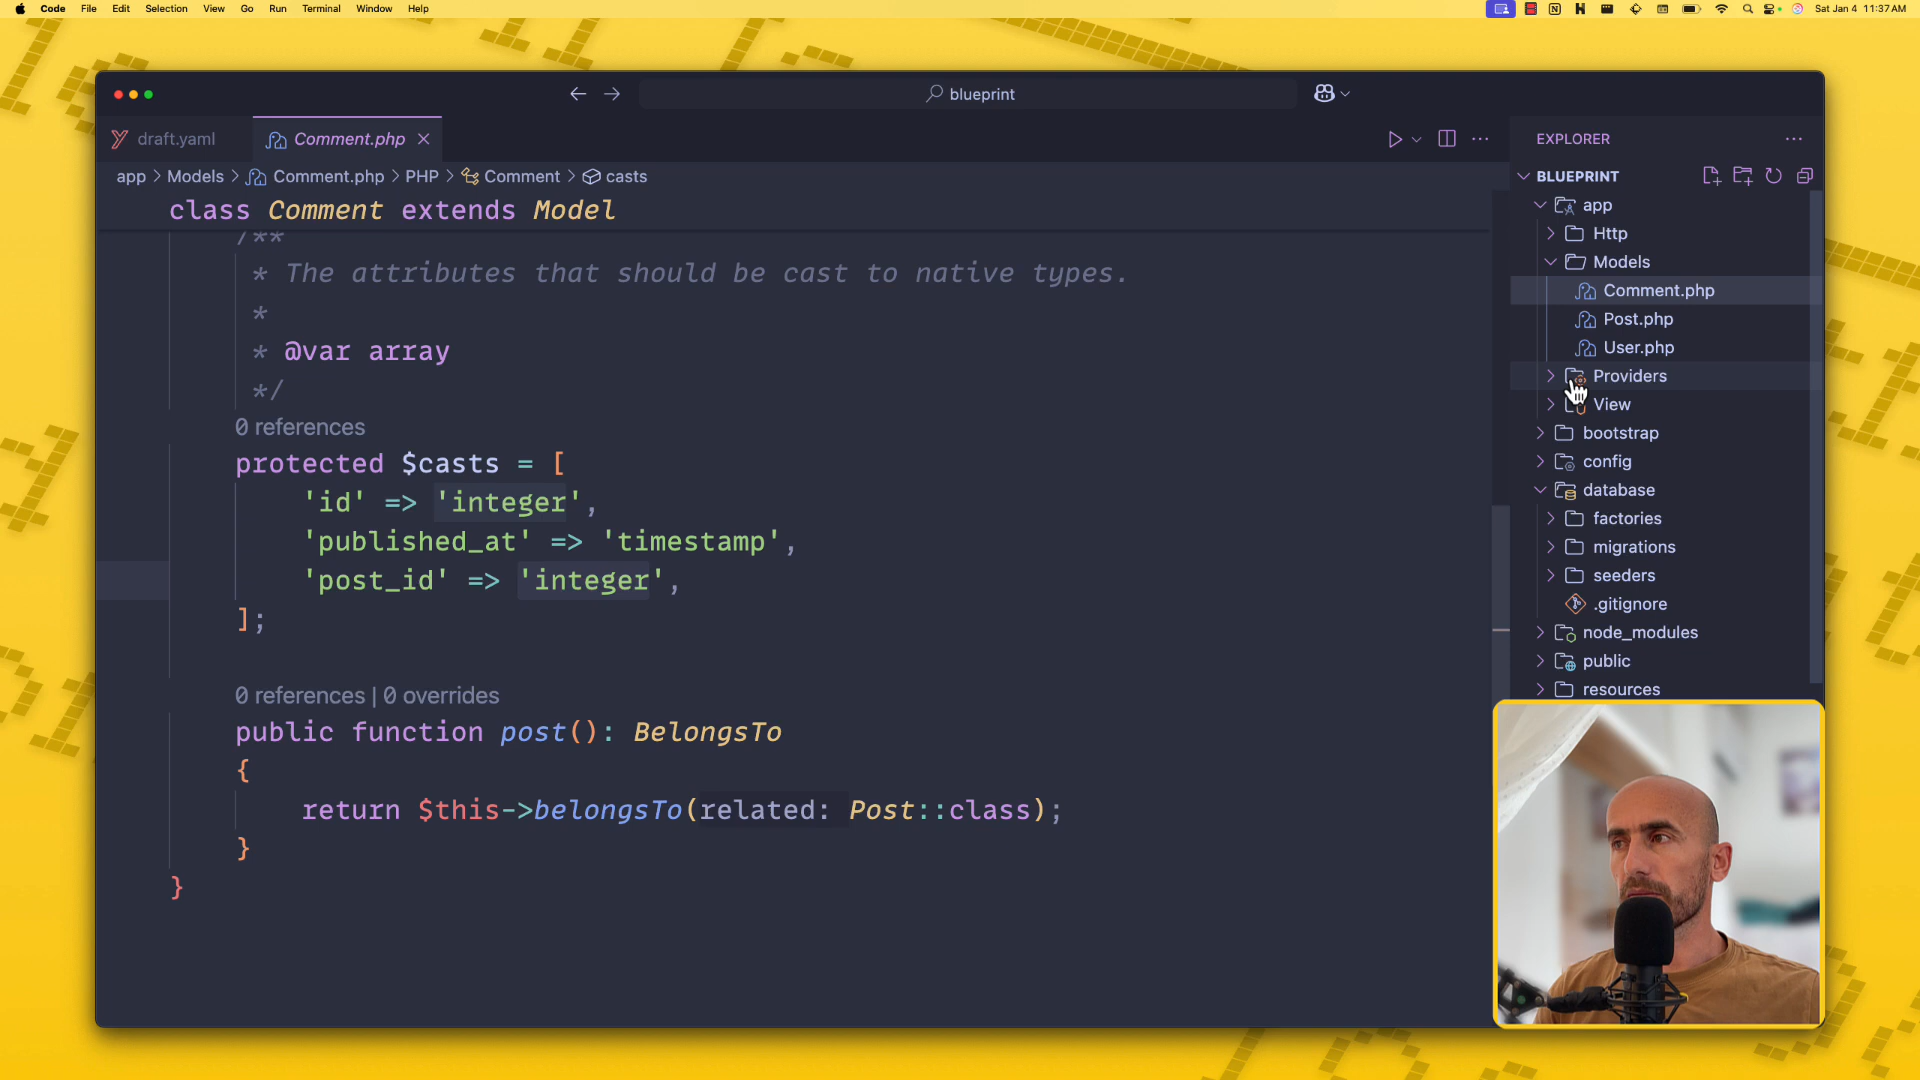 Code File Edit Selection View Go Run Terminal Window Help
Sat Jan 4 11:37 AM
blueprint
draft.yaml
Comment.php
app > Models > Comment.php > PHP > Comment > casts
class Comment extends Model
/**
* The attributes that should be cast to native types.
*
* @var array
*/
0 references
protected $casts = [
'id' => 'integer',
'published_at' => 'timestamp',
'post_id' => 'integer',
];
0 references | 0 overrides
public function post(): BelongsTo
{
return $this->belongsTo(related: Post::class);
}
}
EXPLORER
BLUEPRINT
app
Http
Models
Comment.php
Post.php
User.php
Providers
View
bootstrap
config
database
factories
migrations
seeders
.gitignore
node_modules
public
resources